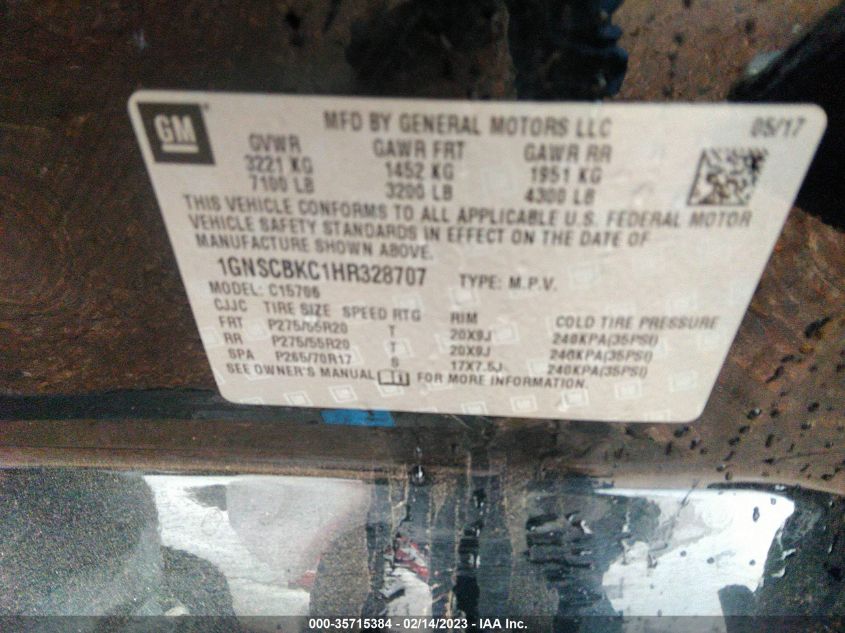 GM
MFD BY GENERAL MOTORS LLC 05/17
GVWR GAWR FRT GAWR RR
3221 KG 1452 KG 1951 KG
7100 LB 3200 LB 4300 LB
THIS VEHICLE CONFORMS TO ALL APPLICABLE U.S. FEDERAL MOTOR
VEHICLE SAFETY STANDARDS IN EFFECT ON THE DATE OF
MANUFACTURE SHOWN ABOVE.
1GNSCBKC1HR328707 TYPE: M.P.V.
MODEL: C15706
CJJC TIRE SIZE SPEED RTG RIM COLD TIRE PRESSURE
FRT P275/55R20 T 20X9J 240KPA(35PSI)
RR P275/55R20 T 20X9J 240KPA(35PSI)
SPA P265/70R17 S 17X7.5J 240KPA(35PSI)
SEE OWNER'S MANUAL FOR MORE INFORMATION.
000-35715384 - 02/14/2023 - IAA Inc.